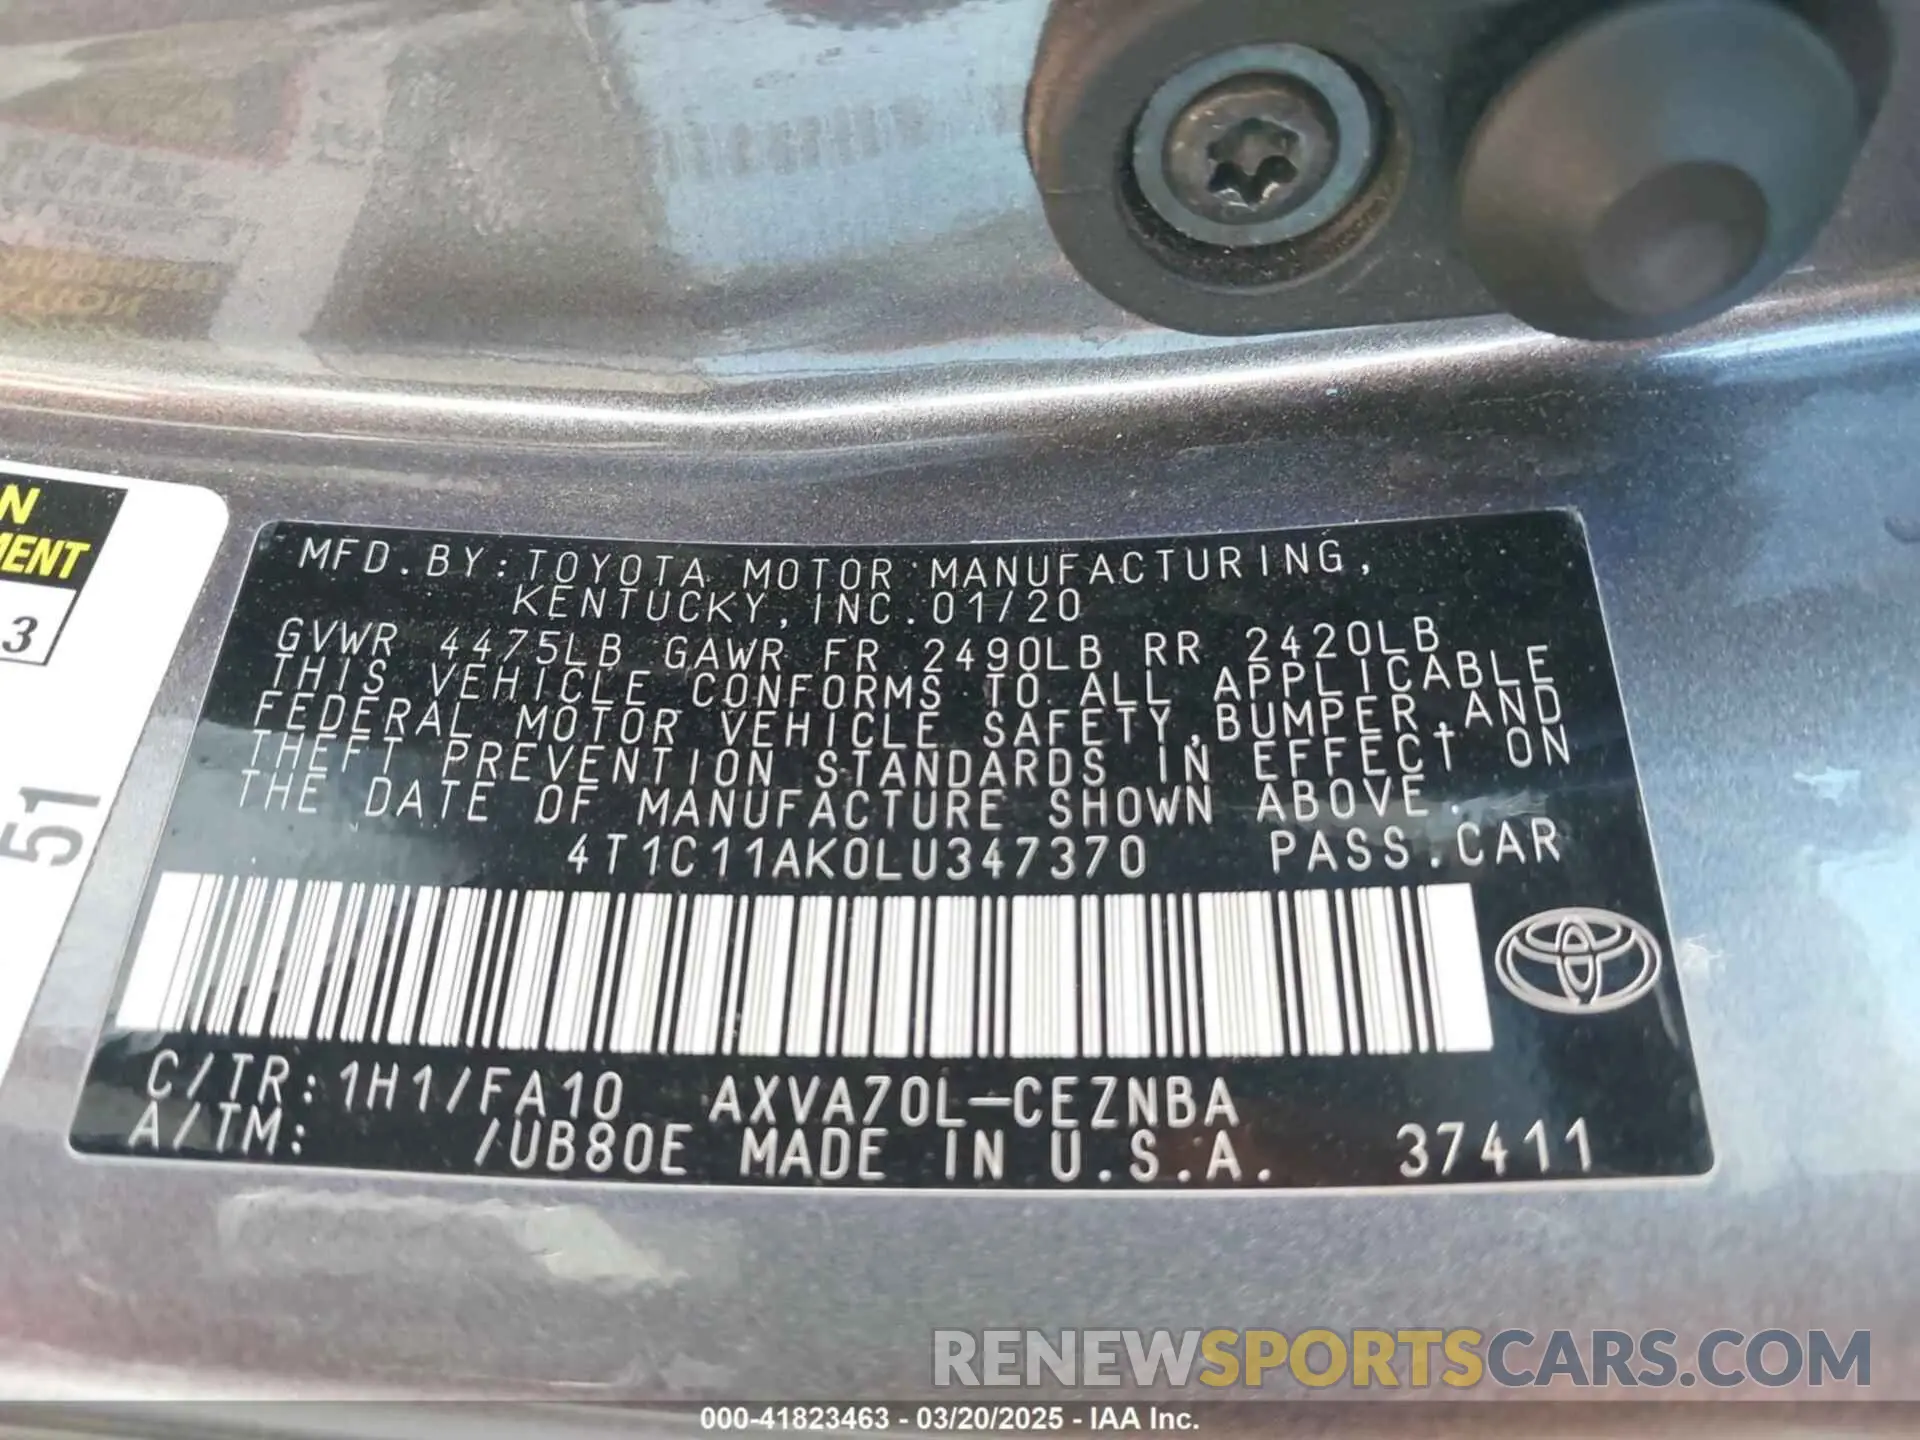 N
MENT
3
51
MFD.BY:TOYOTA MOTOR MANUFACTURING,
KENTUCKY,INC.01/20
GVWR 4475LB GAWR FR 2490LB RR 2420LB
THIS VEHICLE CONFORMS TO ALL APPLICABLE
FEDERAL MOTOR VEHICLE SAFETY,BUMPER,AND
THEFT PREVENTION STANDARDS IN EFFECT ON
THE DATE OF MANUFACTURE SHOWN ABOVE.
4T1C11AK0LU347370 PASS.CAR
C/TR:1H1/FA10 AXVA70L-CEZNBA
A/TM: /UB80E MADE IN U.S.A. 37411
RENEWSPORTSCARS.COM
000-41823463 - 03/20/2025 - IAA Inc.